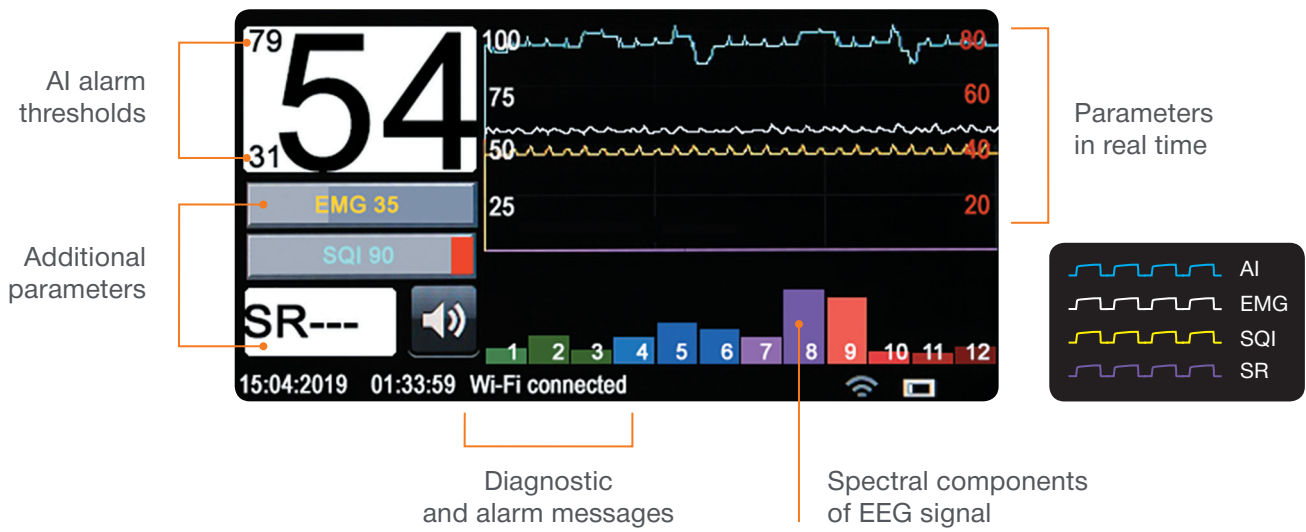 AI alarm
thresholds
Additional
parameters
79
54
31
EMG 35
SQI 90
SR---
100
75
50
25
80
60
40
20
1 2 3 4 5 6 7 8 9 10 11 12
15:04:2019 01:33:59 Wi-Fi connected
Parameters
in real time
AI
EMG
SQI
SR
Diagnostic
and alarm messages
Spectral components
of EEG signal